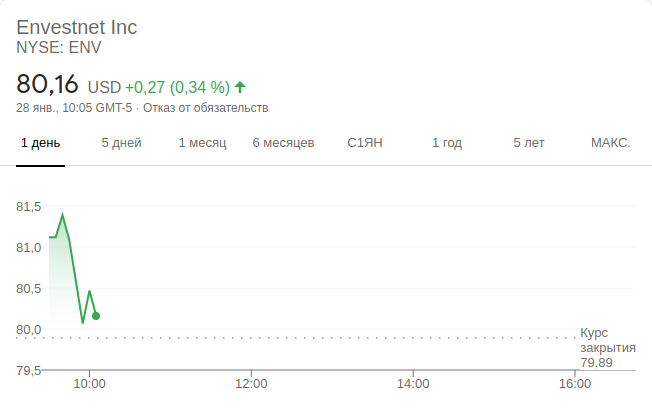 Envestnet Inc
NYSE: ENV
80,16 USD +0,27 (0,34 %)
28 янв., 10:05 GMT-5 · Отказ от обязательств
1 день 5 дней 1 месяц 6 месяцев С1ЯН 1 год 5 лет МАКС.
81,5
81,0
80,5
80,0
Курс
закрытия
79,89
79,5
10:00 12:00 14:00 16:00